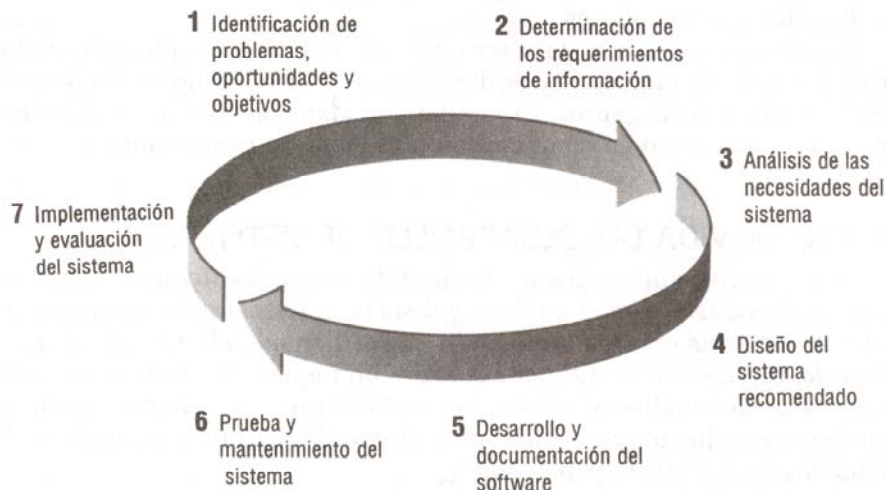 1 Identificación de
problemas,
oportunidades y
objetivos
2 Determinación de
los requerimientos
de información
3 Análisis de las
necesidades del
sistema
4 Diseño del
sistema
recomendado
5 Desarrollo y
documentación del
software
6 Prueba y
mantenimiento del
sistema
7 Implementación
y evaluación
del sistema